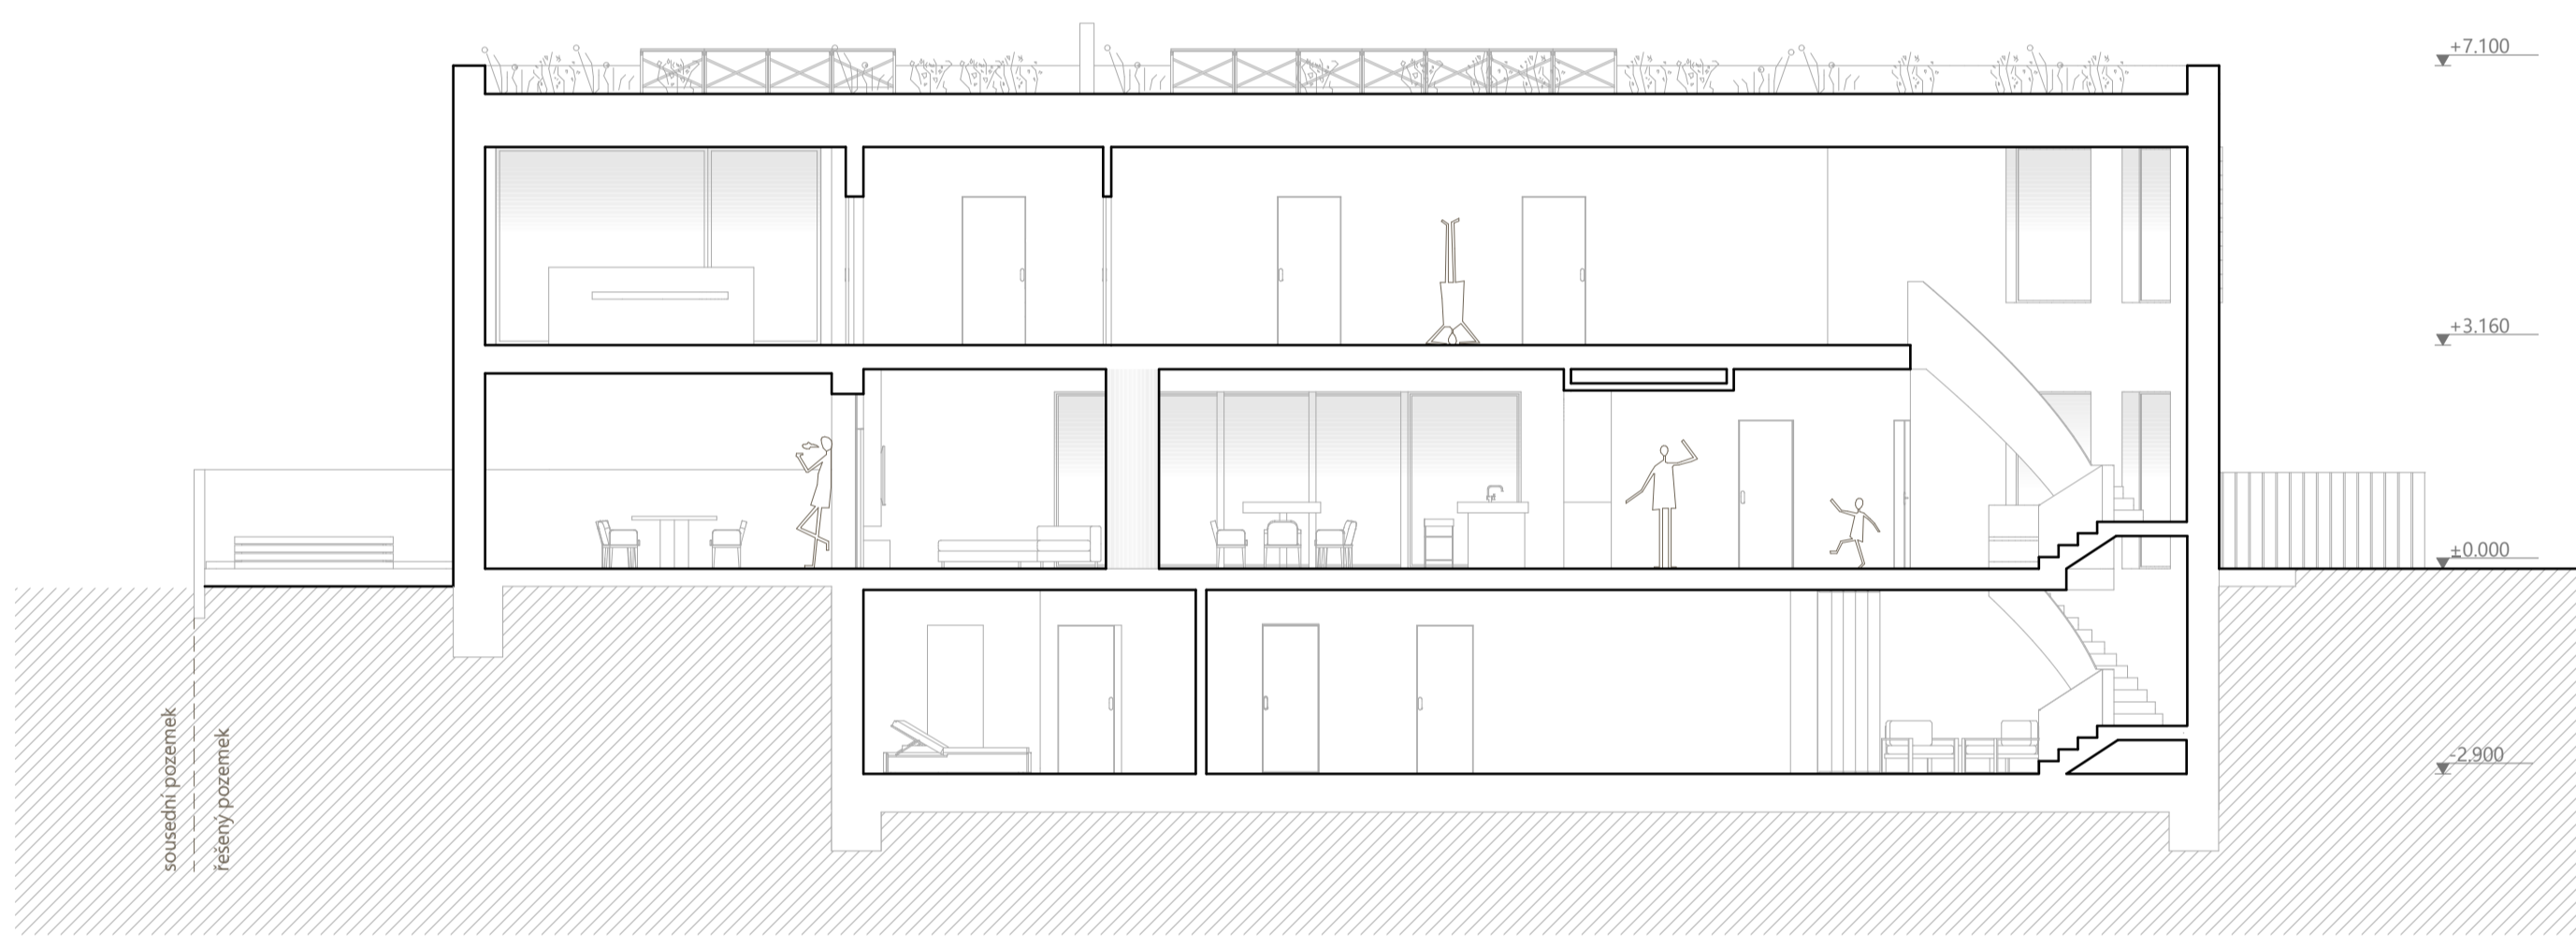 +7.100
+3.160
±0.000
-2.900
sousední pozemek
řešený pozemek